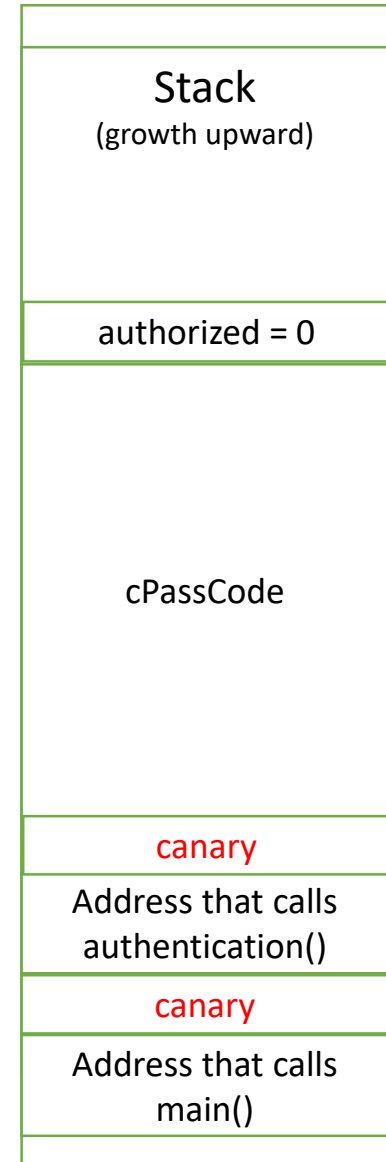 Stack
(growth upward)
authorized = 0
cPassCode
canary
Address that calls
authentication()
canary
Address that calls
main()